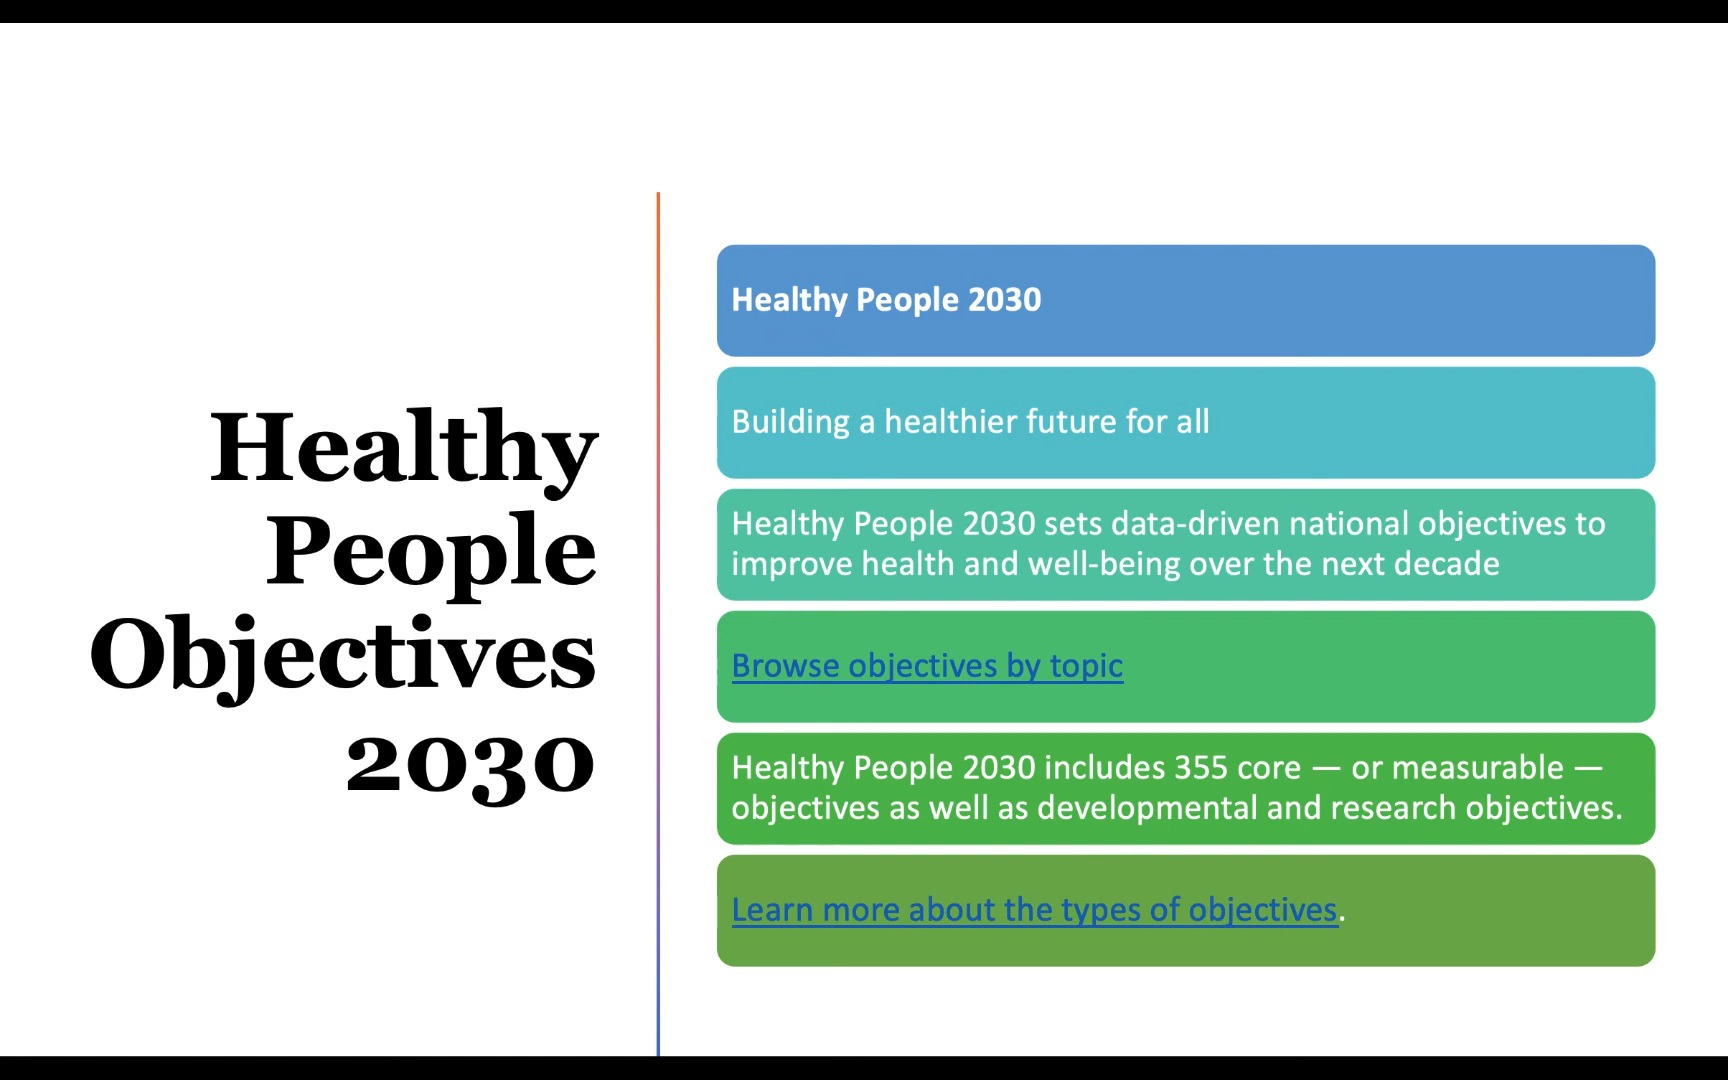 Healthy
People
Objectives
2030
Healthy People 2030
Building a healthier future for all
Healthy People 2030 sets data-driven national objectives to
improve health and well-being over the next decade
Browse objectives by topic
Healthy People 2030 includes 355 core — or measurable —
objectives as well as developmental and research objectives.
Learn more about the types of objectives.